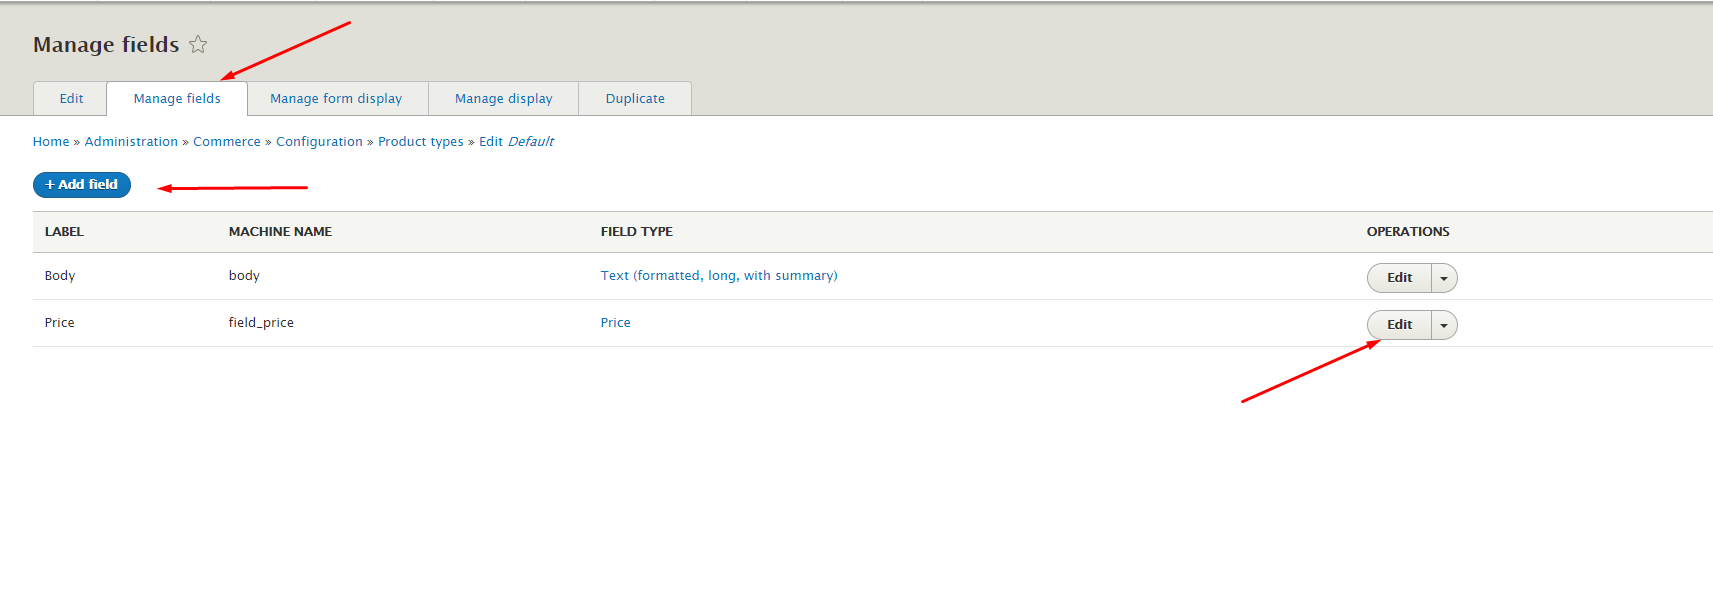 Manage fields
Edit Manage fields Manage form display Manage display Duplicate
Home » Administration » Commerce » Configuration » Product types » Edit Default
+ Add field
LABEL MACHINE NAME FIELD TYPE OPERATIONS
Body body Text (formatted, long, with summary) Edit
Price field_price Price Edit